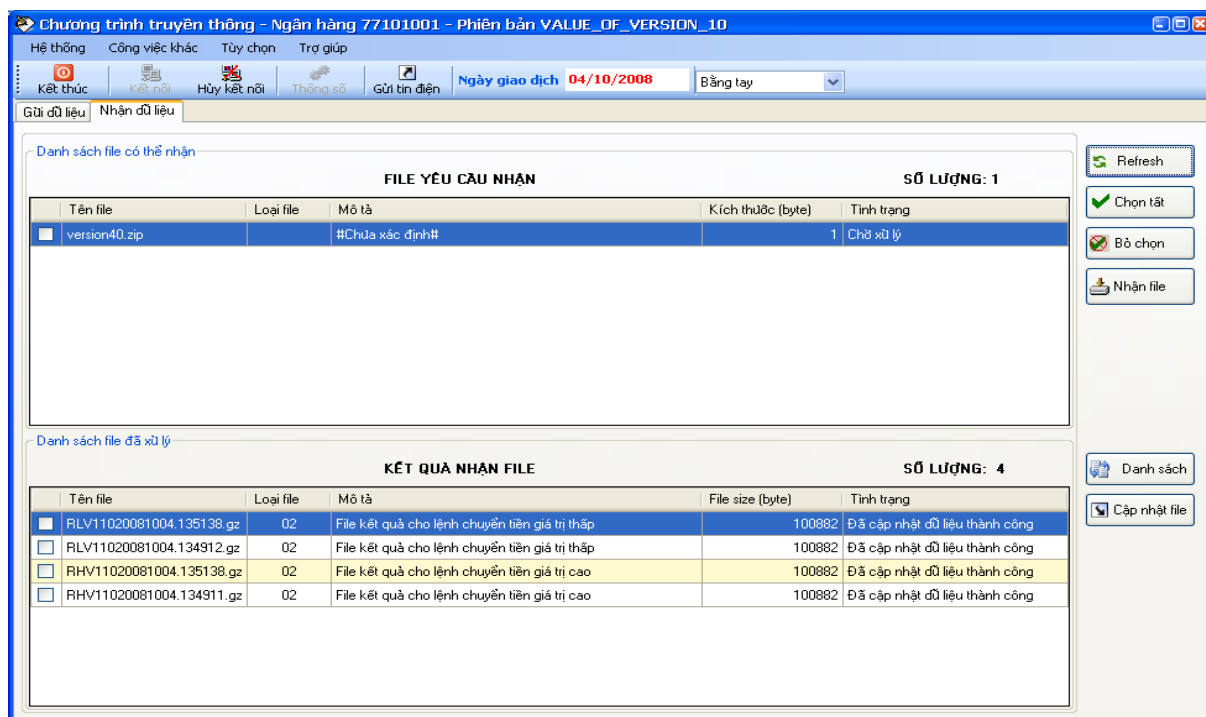 Chương trình truyền thông - Ngân hàng 77101001 - Phiên bản VALUE_OF_VERSION_10
Hệ thống Công việc khác Tùy chọn Trợ giúp
Kết thúc Kết nối Hủy kết nối Thông số Gửi tin điện Ngày giao dịch 04/10/2008 Bằng tay
Gửi dữ liệu Nhận dữ liệu
Danh sách file có thể nhận
FILE YÊU CẦU NHẬN SỐ LƯỢNG: 1
Tên file Loại file Mô tả Kích thước (byte) Tình trạng
version40.zip #Chưa xác định# 1 Chờ xử lý
Refresh
Chọn tất
Bỏ chọn
Nhận file
Danh sách file đã xử lý
KẾT QUẢ NHẬN FILE SỐ LƯỢNG: 4
Tên file Loại file Mô tả File size (byte) Tình trạng
RLV11020081004.135138.gz 02 File kết quả cho lệnh chuyển tiền giá trị thấp 100882 Đã cập nhật dữ liệu thành công
RLV11020081004.134912.gz 02 File kết quả cho lệnh chuyển tiền giá trị thấp 100882 Đã cập nhật dữ liệu thành công
RHV11020081004.135138.gz 02 File kết quả cho lệnh chuyển tiền giá trị cao 100882 Đã cập nhật dữ liệu thành công
RHV11020081004.134911.gz 02 File kết quả cho lệnh chuyển tiền giá trị cao 100882 Đã cập nhật dữ liệu thành công
Danh sách
Cập nhật file